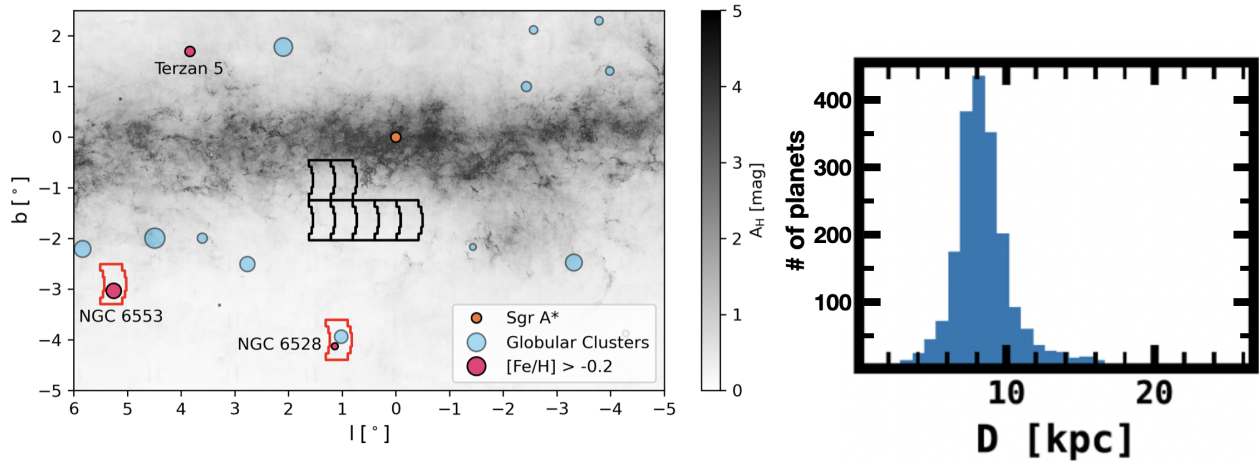 2
1
0
−1
−2
−3
−4
−5
6
5
4
3
2
1
0
−1
−2
−3
−4
−5
l [°]
b [°]
Terzan 5
NGC 6553
NGC 6528
Sgr A*
Globular Clusters
[Fe/H] > -0.2
5
4
3
2
1
0
A_H [mag]
# of planets
400
300
200
100
10
20
D [kpc]